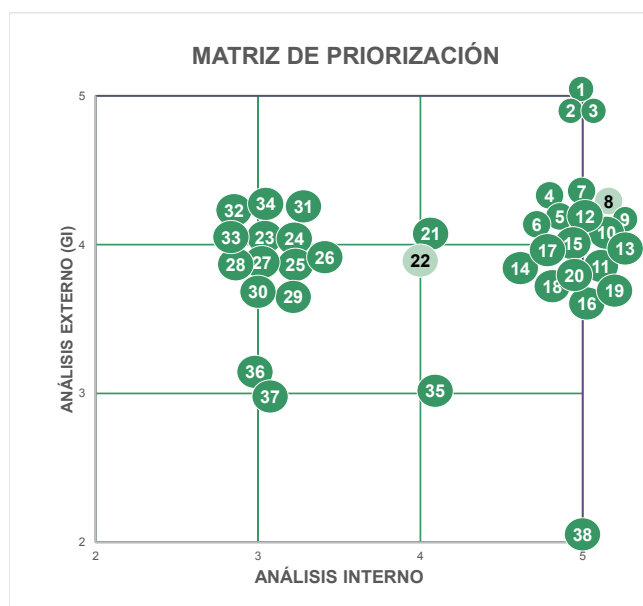 MATRIZ DE PRIORIZACIÓN
5
1
2 3
4 7 8
32 34 31
5 12 9
6 10
21
33 23 24
17 15 13
22
28 27 25 26
14 20 11
18 19
30 29
16
4
36
37
35
3
38
2
2 3 4 5
ANÁLISIS EXTERNO (GI)
ANÁLISIS INTERNO